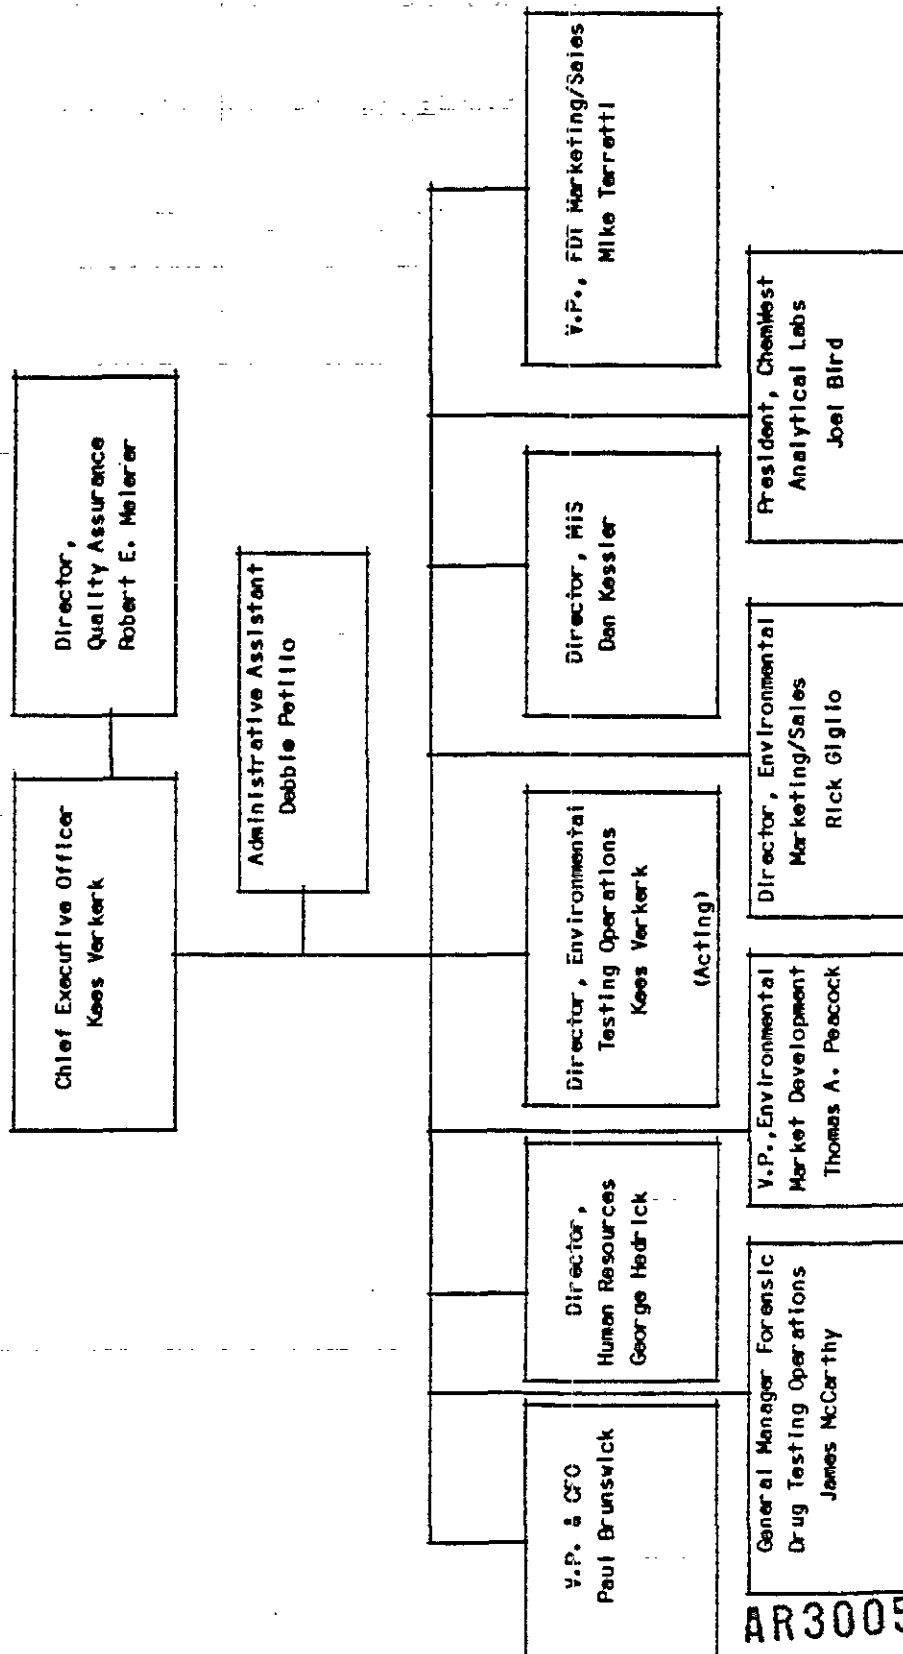 Chief Executive Officer
Kees Verkerk
Director,
Quality Assurance
Robert E. Meierer
Administrative Assistant
Debbie Petillo
V.P. & CFO
Paul Brunswick
Director,
Human Resources
George Hedrick
Director, Environmental
Testing Operations
Kees Verkerk
(Acting)
Director, MIS
Dan Kessler
V.P., FDT Marketing/Sales
Mike Terretti
General Manager Forensic
Drug Testing Operations
James McCarthy
V.P.,Environmental
Market Development
Thomas A. Peacock
Director, Environmental
Marketing/Sales
Rick Giglio
President, ChemWest
Analytical Labs
Joel Bird
AR3005